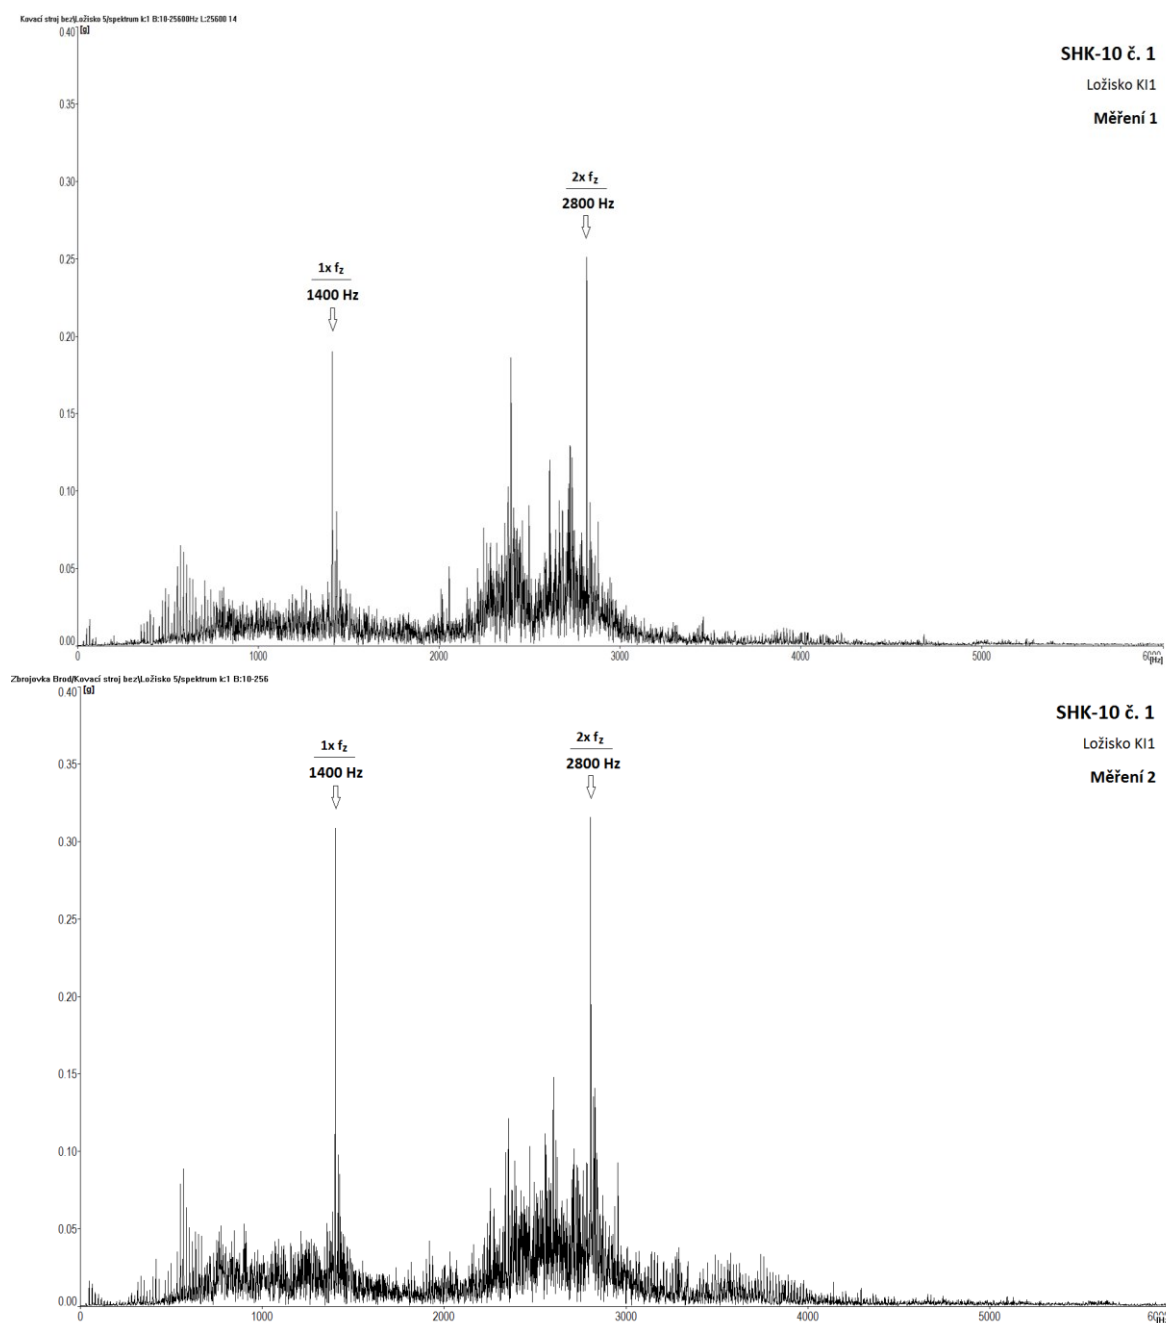 Kovací stroj bez\Ložisko 5/spektrum k:1 B:10-25600Hz L:25600 14
0.40 [g]
SHK-10 č. 1
Ložisko KI1
0.35
Měření 1
0.30
2x fz
2800 Hz
0.25
1x fz
1400 Hz
0.20
0.15
0.10
0.05
0.00
0 1000 2000 3000 4000 5000 6000
[Hz]
Zbrojovka Brod/Kovací stroj bez\Ložisko 5/spektrum k:1 B:10-256
0.40 [g]
SHK-10 č. 1
Ložisko KI1
1x fz
1400 Hz
2x fz
2800 Hz
0.35
Měření 2
0.30
0.25
0.20
0.15
0.10
0.05
0.00
0 1000 2000 3000 4000 5000
[Hz]